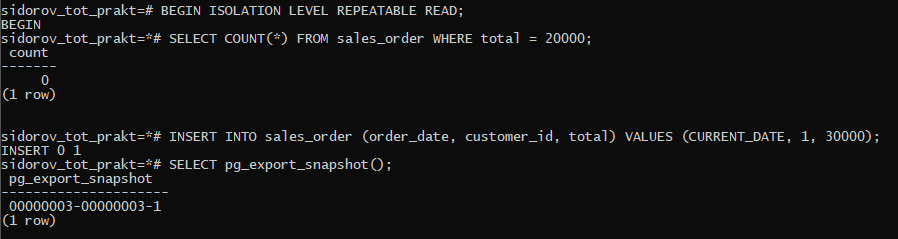 sidorov_tot_prakt=# BEGIN ISOLATION LEVEL REPEATABLE READ;
BEGIN
sidorov_tot_prakt=*# SELECT COUNT(*) FROM sales_order WHERE total = 20000;
 count
-------
     0
(1 row)

sidorov_tot_prakt=*# INSERT INTO sales_order (order_date, customer_id, total) VALUES (CURRENT_DATE, 1, 30000);
INSERT 0 1
sidorov_tot_prakt=*# SELECT pg_export_snapshot();
 pg_export_snapshot
---------------------
 00000003-00000003-1
(1 row)